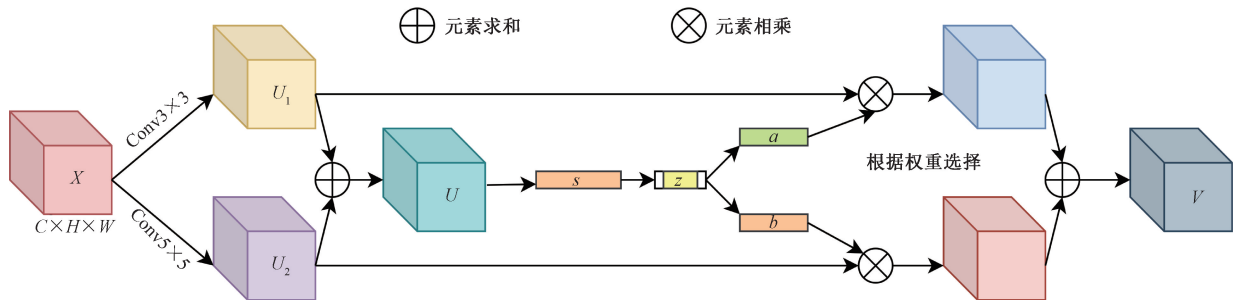 元素求和
元素相乘
X
C×H×W
Conv3×3
Conv5×5
U₁
U₂
U
s
z
a
b
根据权重选择
V